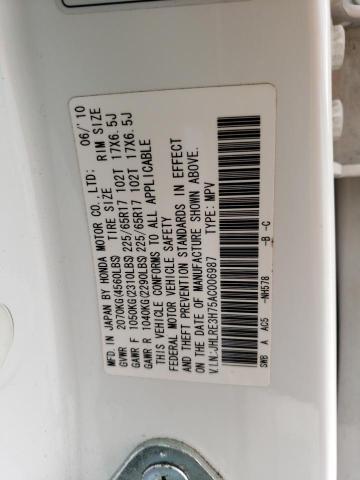 MFD. IN JAPAN BY HONDA MOTOR CO., LTD: 06/'10
TIRE SIZE RIM SIZE
GVWR 2070KG(4560LBS)
GAWR F 1050KG(2310LBS) 225/65R17 102T 17X6.5J
GAWR R 1040KG(2290LBS) 225/65R17 102T 17X6.5J
THIS VEHICLE CONFORMS TO ALL APPLICABLE
FEDERAL MOTOR VEHICLE SAFETY
AND THEFT PREVENTION STANDARDS IN EFFECT
ON THE DATE OF MANUFACTURE SHOWN ABOVE.
V.I.N:JHLRE3H75AC006987 TYPE: MPV
SWB A AC5 -NH578 -B -C